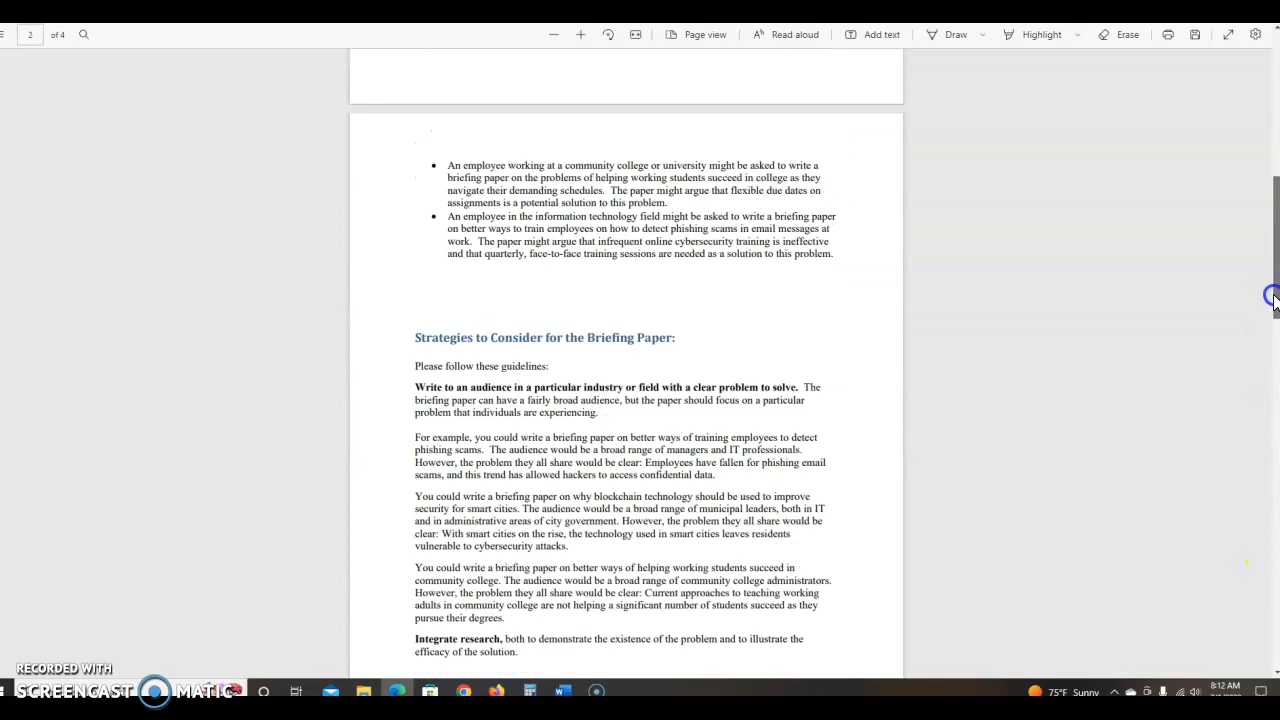 2 of 4 Page view Read aloud Add text Draw Highlight Erase
An employee working at a community college or university might be asked to write a
briefing paper on the problems of helping working students succeed in college as they
navigate their demanding schedules. The paper might argue that flexible due dates on
assignments is a potential solution to this problem.
An employee in the information technology field might be asked to write a briefing paper
on better ways to train employees on how to detect phishing scams in email messages at
work. The paper might argue that infrequent online cybersecurity training is ineffective
and that quarterly, face-to-face training sessions are needed as a solution to this problem.
Strategies to Consider for the Briefing Paper:
Please follow these guidelines:
Write to an audience in a particular industry or field with a clear problem to solve. The
briefing paper can have a fairly broad audience, but the paper should focus on a particular
problem that individuals are experiencing.
For example, you could write a briefing paper on better ways of training employees to detect
phishing scams. The audience would be a broad range of managers and IT professionals.
However, the problem they all share would be clear: Employees have fallen for phishing email
scams, and this trend has allowed hackers to access confidential data.
You could write a briefing paper on why blockchain technology should be used to improve
security for smart cities. The audience would be a broad range of municipal leaders, both in IT
and in administrative areas of city government. However, the problem they all share would be
clear: With smart cities on the rise, the technology used in smart cities leaves residents
vulnerable to cybersecurity attacks.
You could write a briefing paper on better ways of helping working students succeed in
community college. The audience would be a broad range of community college administrators.
However, the problem they all share would be clear: Current approaches to teaching working
adults in community college are not helping a significant number of students succeed as they
pursue their degrees.
Integrate research, both to demonstrate the existence of the problem and to illustrate the
efficacy of the solution.
RECORDED WITH
SCREENCAST MATIC
75°F Sunny
8:12 AM